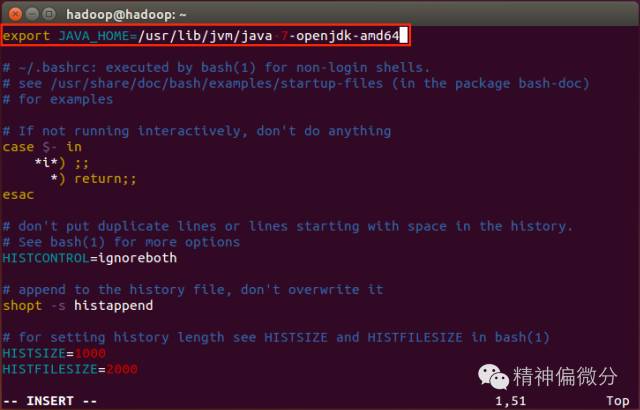 hadoop@hadoop: ~
export JAVA_HOME=/usr/lib/jvm/java-7-openjdk-amd64
# ~/.bashrc: executed by bash(1) for non-login shells.
# see /usr/share/doc/bash/examples/startup-files (in the package bash-doc)
# for examples
# If not running interactively, don't do anything
case $- in
    *i*) ;;
      *) return;;
esac
# don't put duplicate lines or lines starting with space in the history.
# See bash(1) for more options
HISTCONTROL=ignoreboth
# append to the history file, don't overwrite it
shopt -s histappend
# for setting history length see HISTSIZE and HISTFILESIZE in bash(1)
HISTSIZE=1000
HISTFILESIZE=2000
精神偏微分
-- INSERT -- 1,51 Top